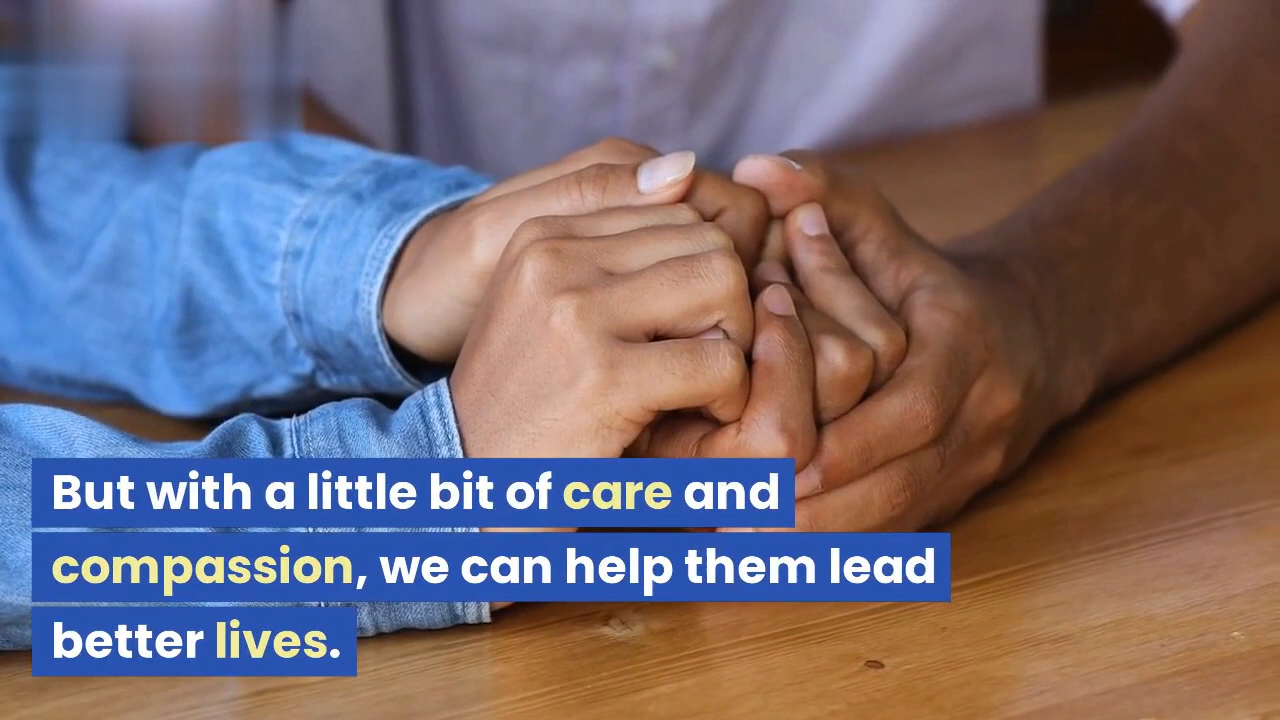 But with a little bit of care and
compassion, we can help them lead
better lives.